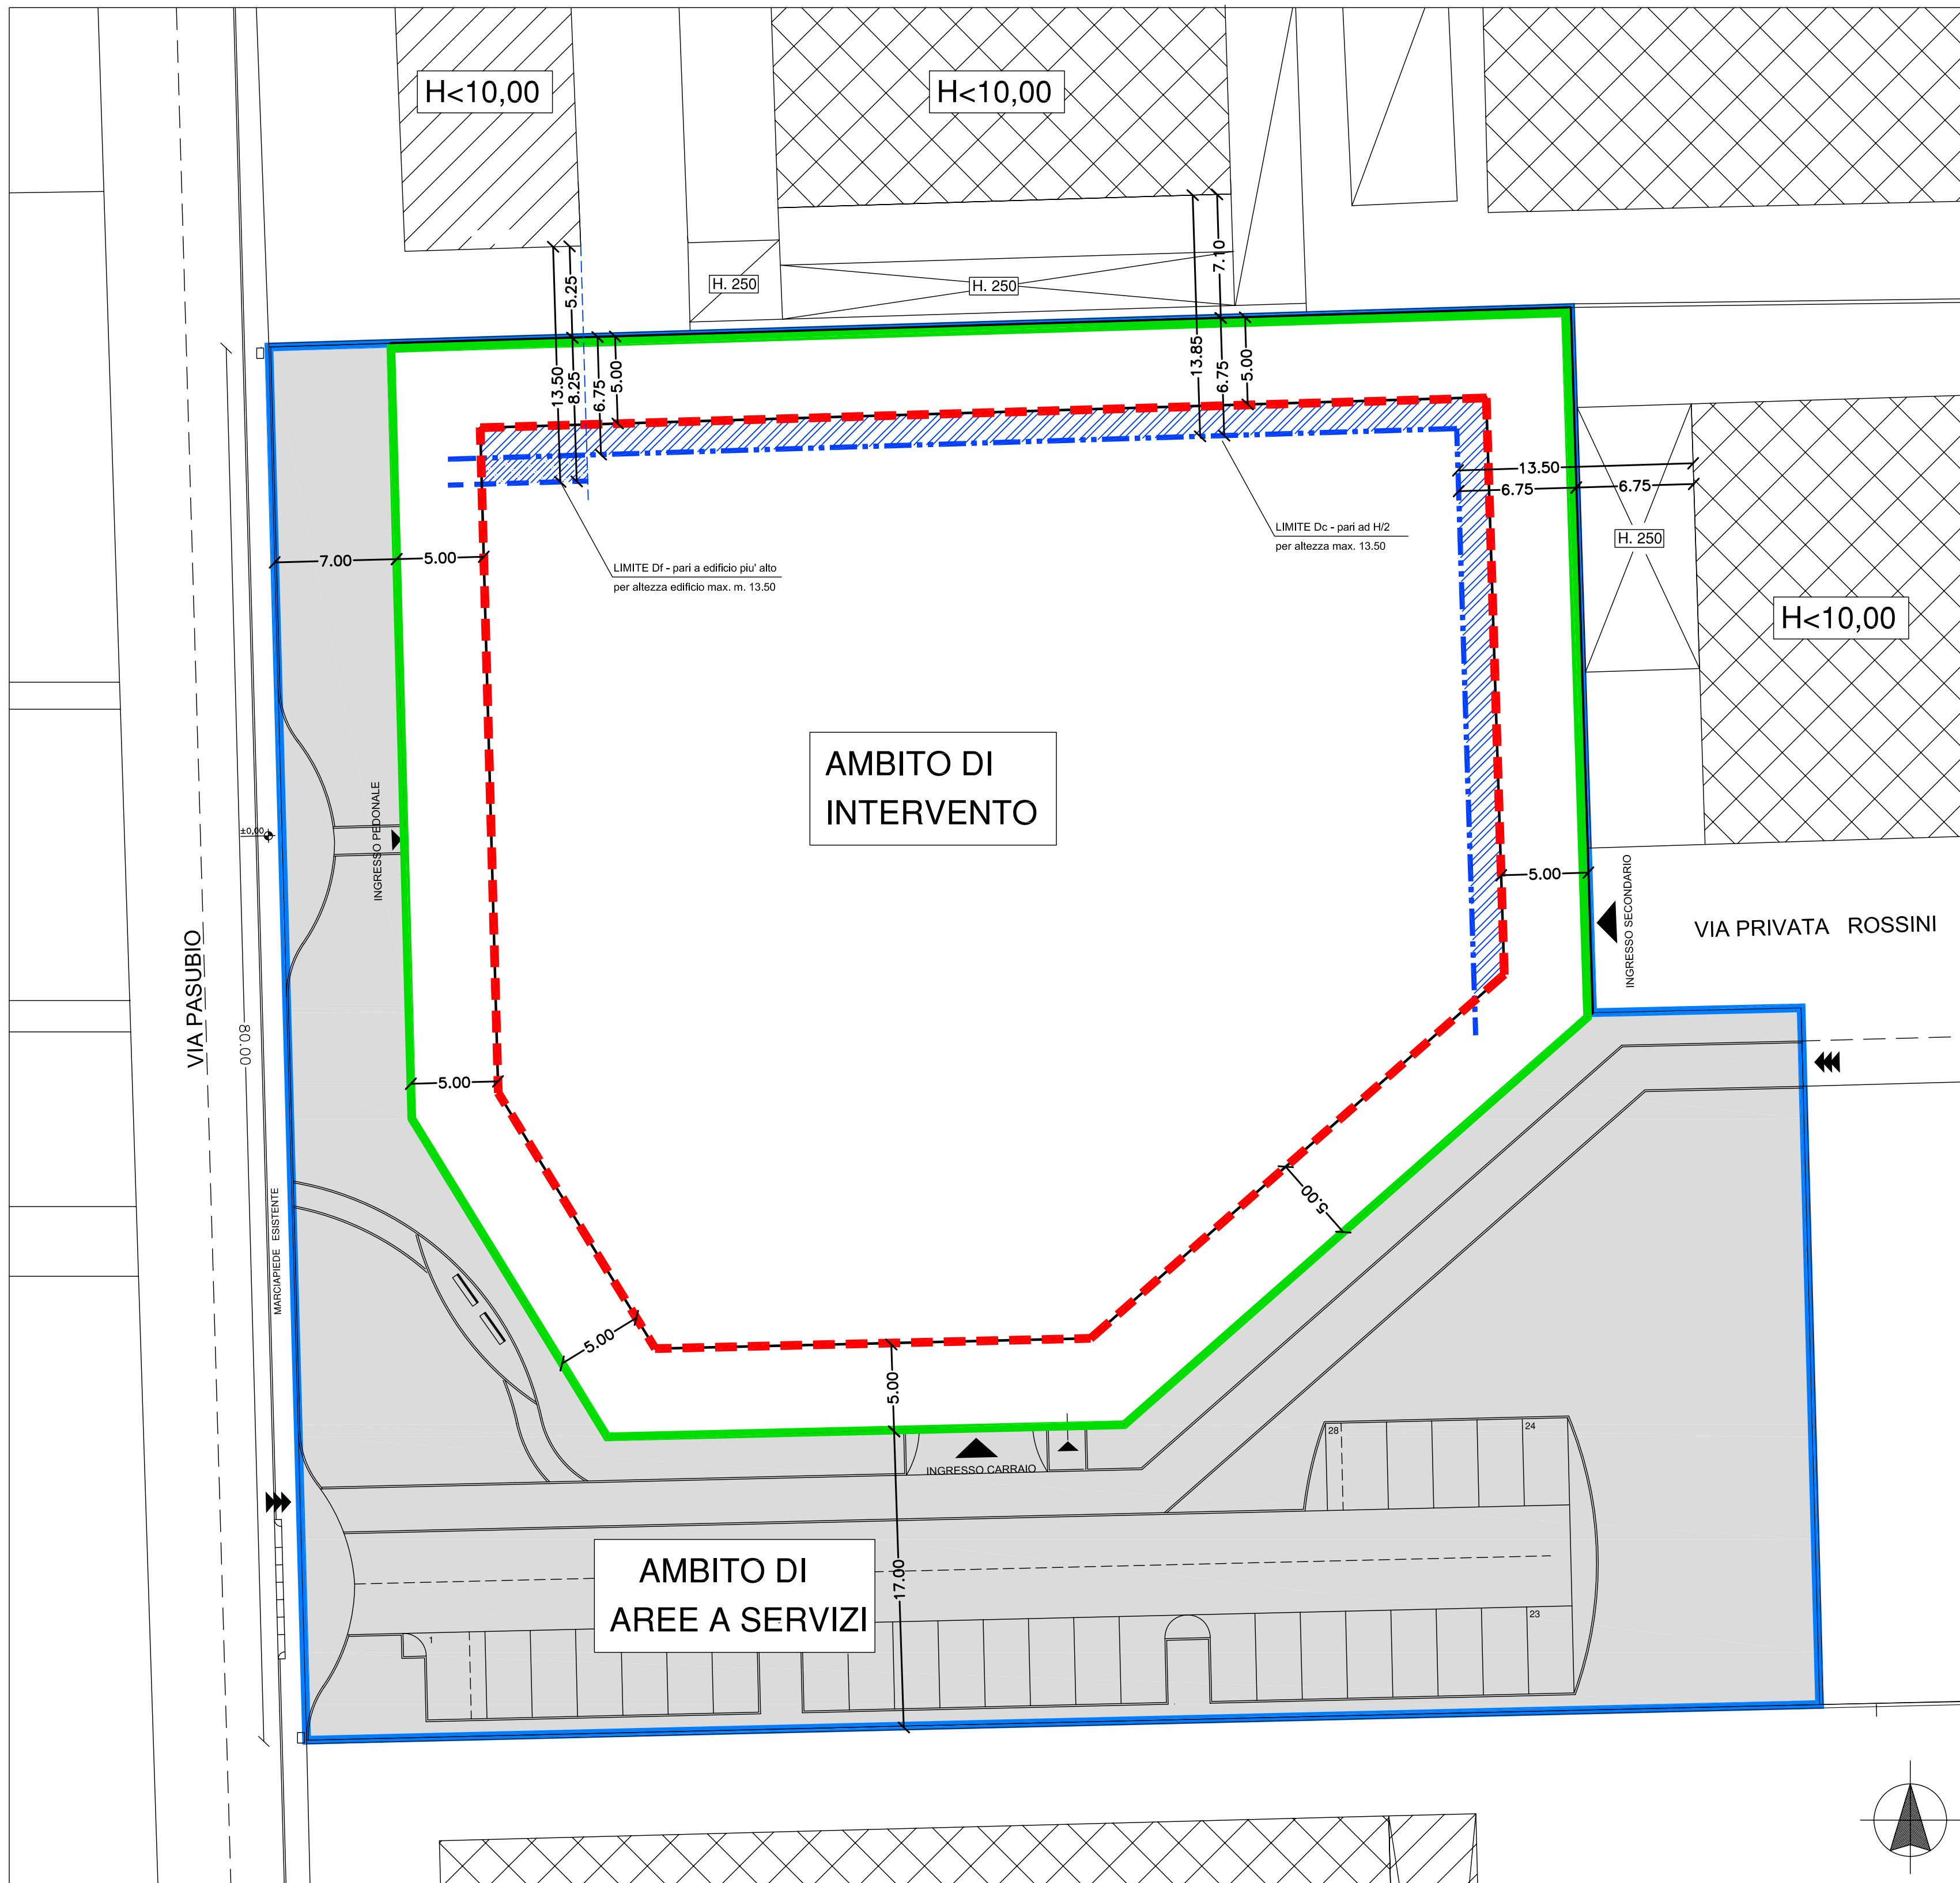 H<10,00
H<10,00
H. 250
H. 250
5.25
7.10
13.50
8.25
6.75
5.00
13.85
6.75
5.00
13.50
6.75
6.75
LIMITE Dc - pari ad H/2
per altezza max. 13.50
H. 250
7.00
5.00
LIMITE Df - pari a edificio piu' alto
per altezza edificio max. m. 13.50
H<10,00
AMBITO DI
INTERVENTO
±0,00
INGRESSO PEDONALE
5.00
INGRESSO SECONDARIO
VIA PRIVATA ROSSINI
VIA PASUBIO
80.00
5.00
MARCIAPIEDE ESISTENTE
5.00
5.00
5.00
INGRESSO CARRAIO
28
24
AMBITO DI
AREE A SERVIZI
17.00
1
23